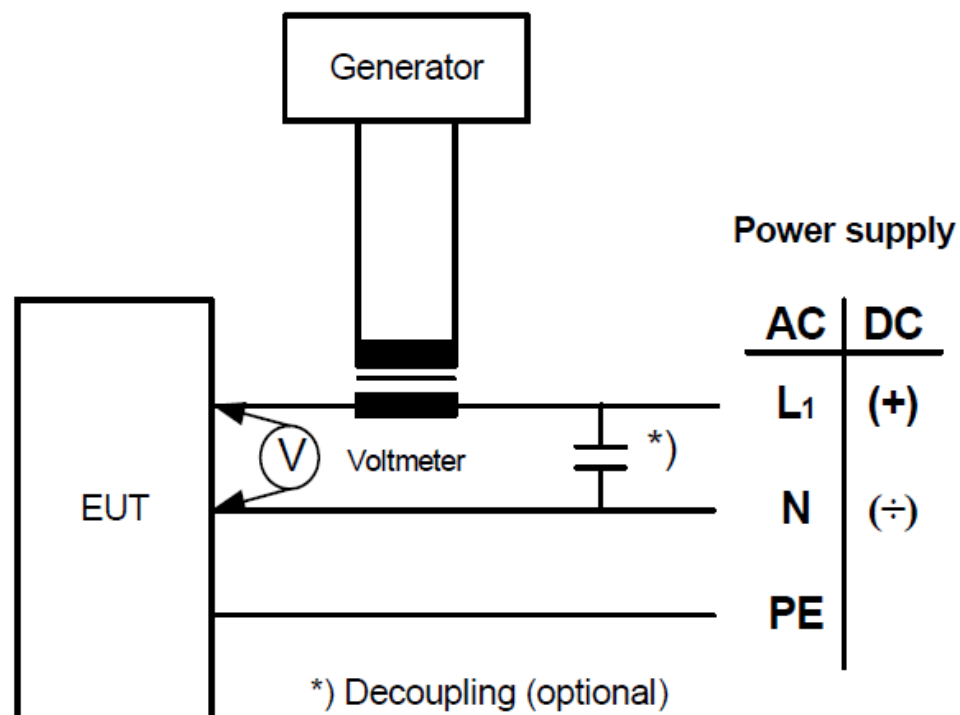 Generator
Power supply
AC DC
L1 (+)
*)
V Voltmeter
EUT
N (÷)
PE
*) Decoupling (optional)